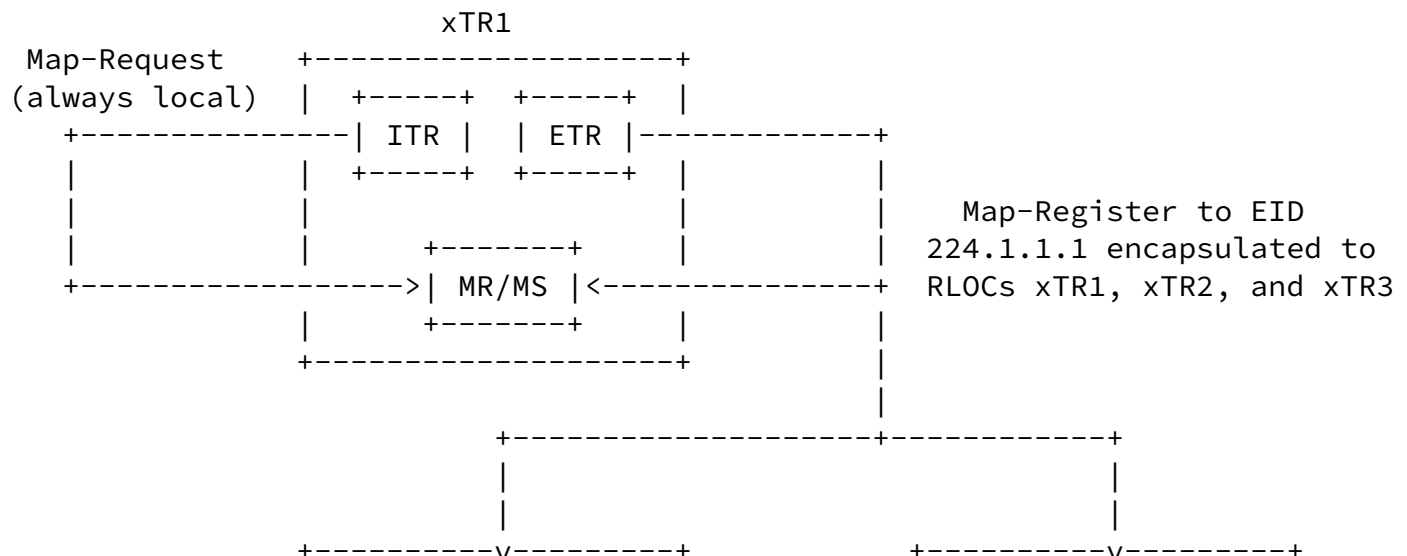 xTR1
Map-Request
(always local)
ITR ETR
Map-Register to EID
224.1.1.1 encapsulated to
MR/MS RLOCs xTR1, xTR2, and xTR3